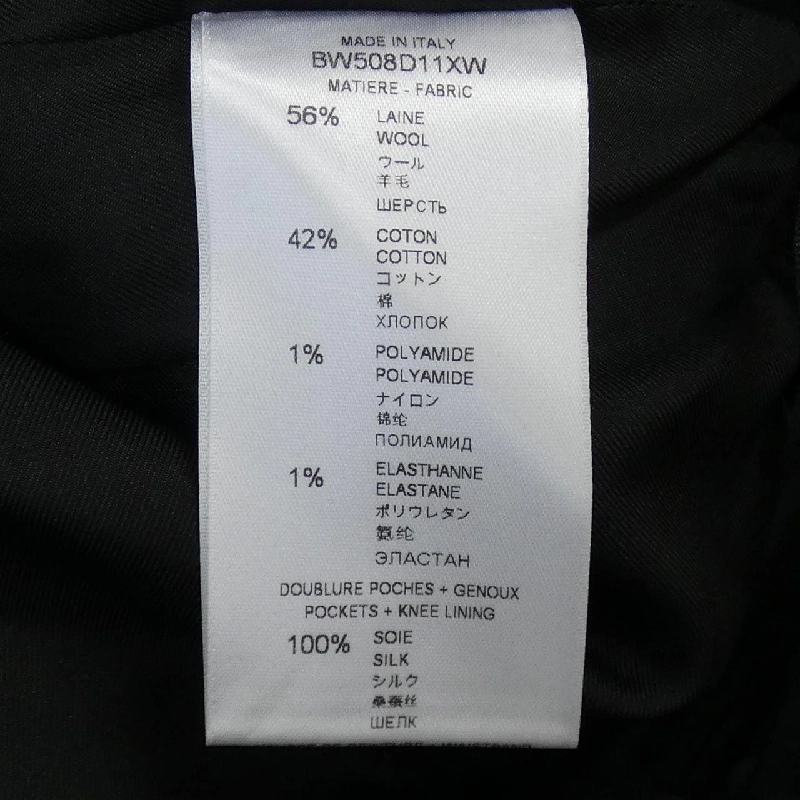 MADE IN ITALY
BW508D11XW
MATIERE - FABRIC
56% LAINE
WOOL
ウール
羊毛
ШЕРСТЬ
42% COTON
COTTON
コットン
棉
ХЛОПОК
1% POLYAMIDE
POLYAMIDE
ナイロン
锦纶
ПОЛИАМИД
1% ELASTHANNE
ELASTANE
ポリウレタン
氨纶
ЭЛАСТАН
DOUBLURE POCHES + GENOUX
POCKETS + KNEE LINING
100% SOIE
SILK
シルク
桑蚕丝
ШЕЛК